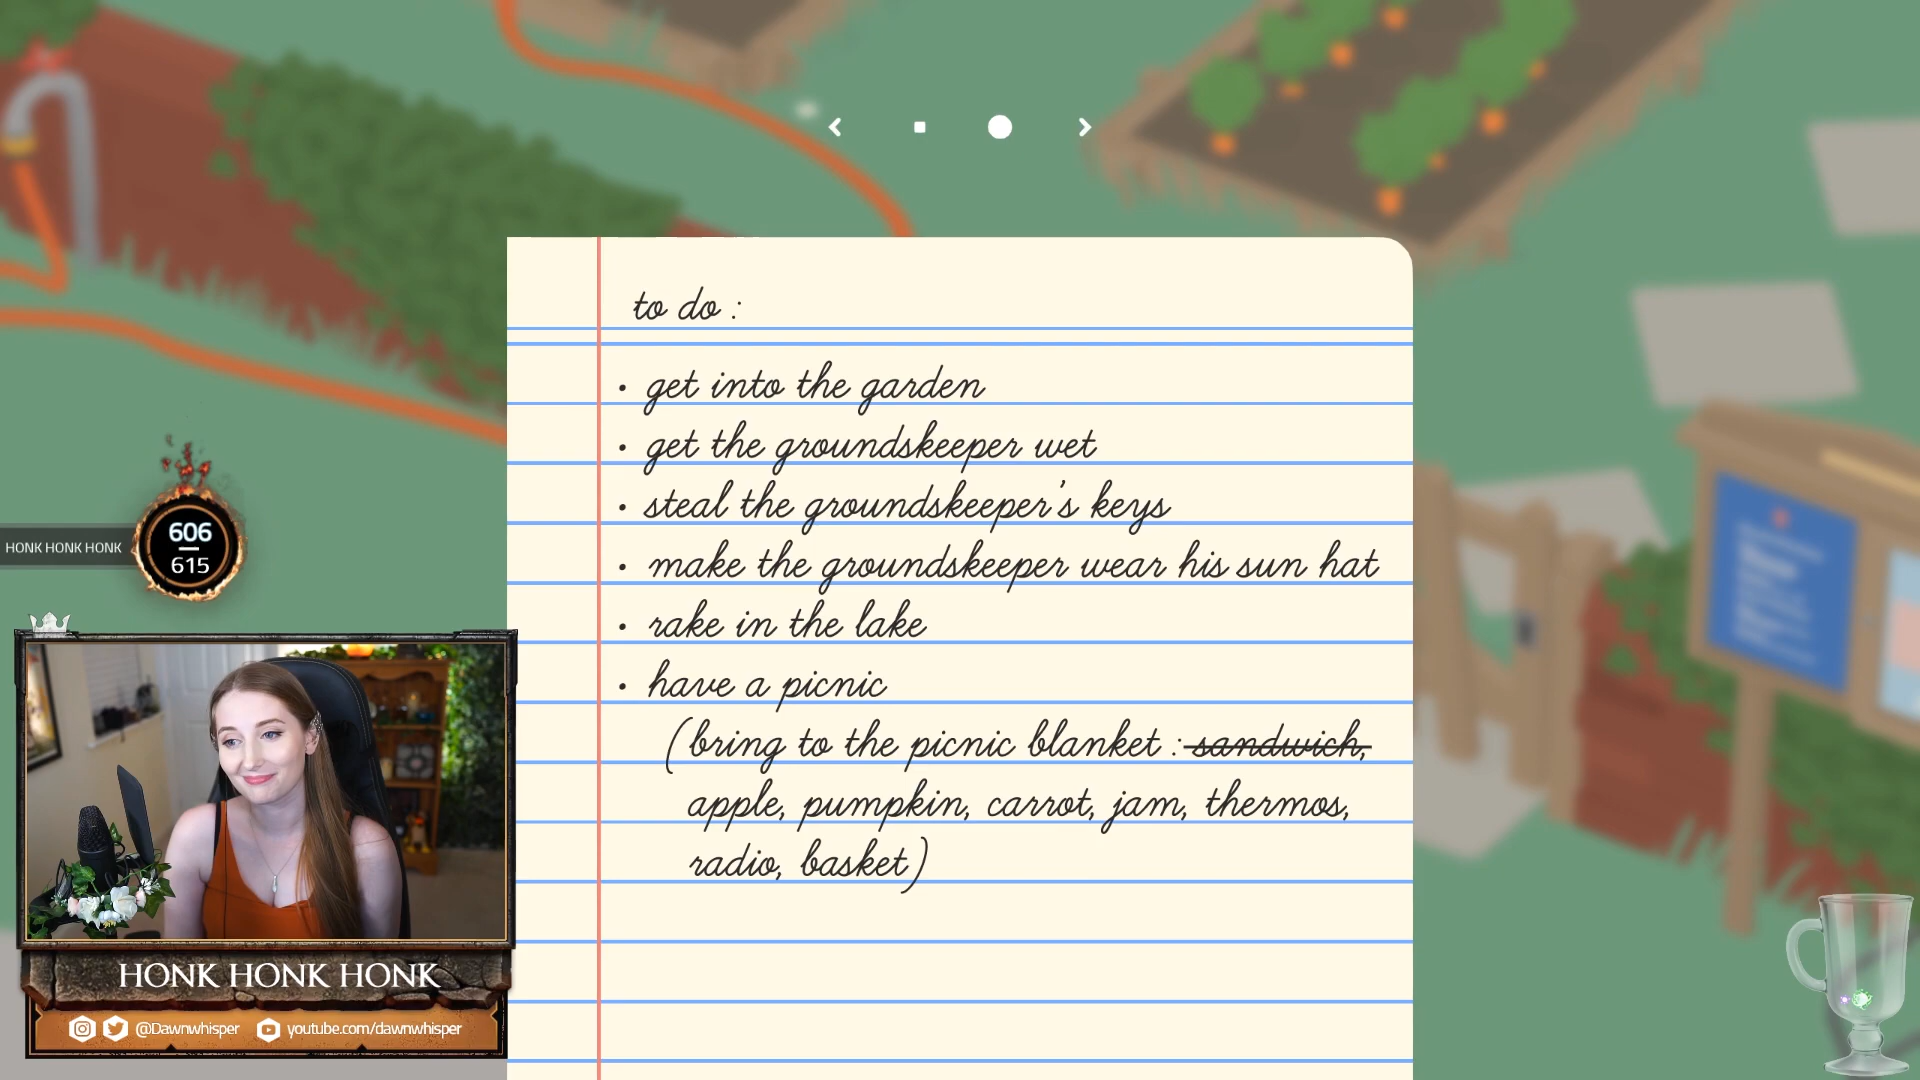 to do :
• get into the garden
• get the groundskeeper wet
• steal the groundskeeper's keys
• make the groundskeeper wear his sun hat
• rake in the lake
• have a picnic
(bring to the picnic blanket : sandwich,
apple, pumpkin, carrot, jam, thermos,
radio, basket)
HONK HONK HONK
606
615
HONK HONK HONK
@Dawnwhisper youtube.com/dawnwhisper